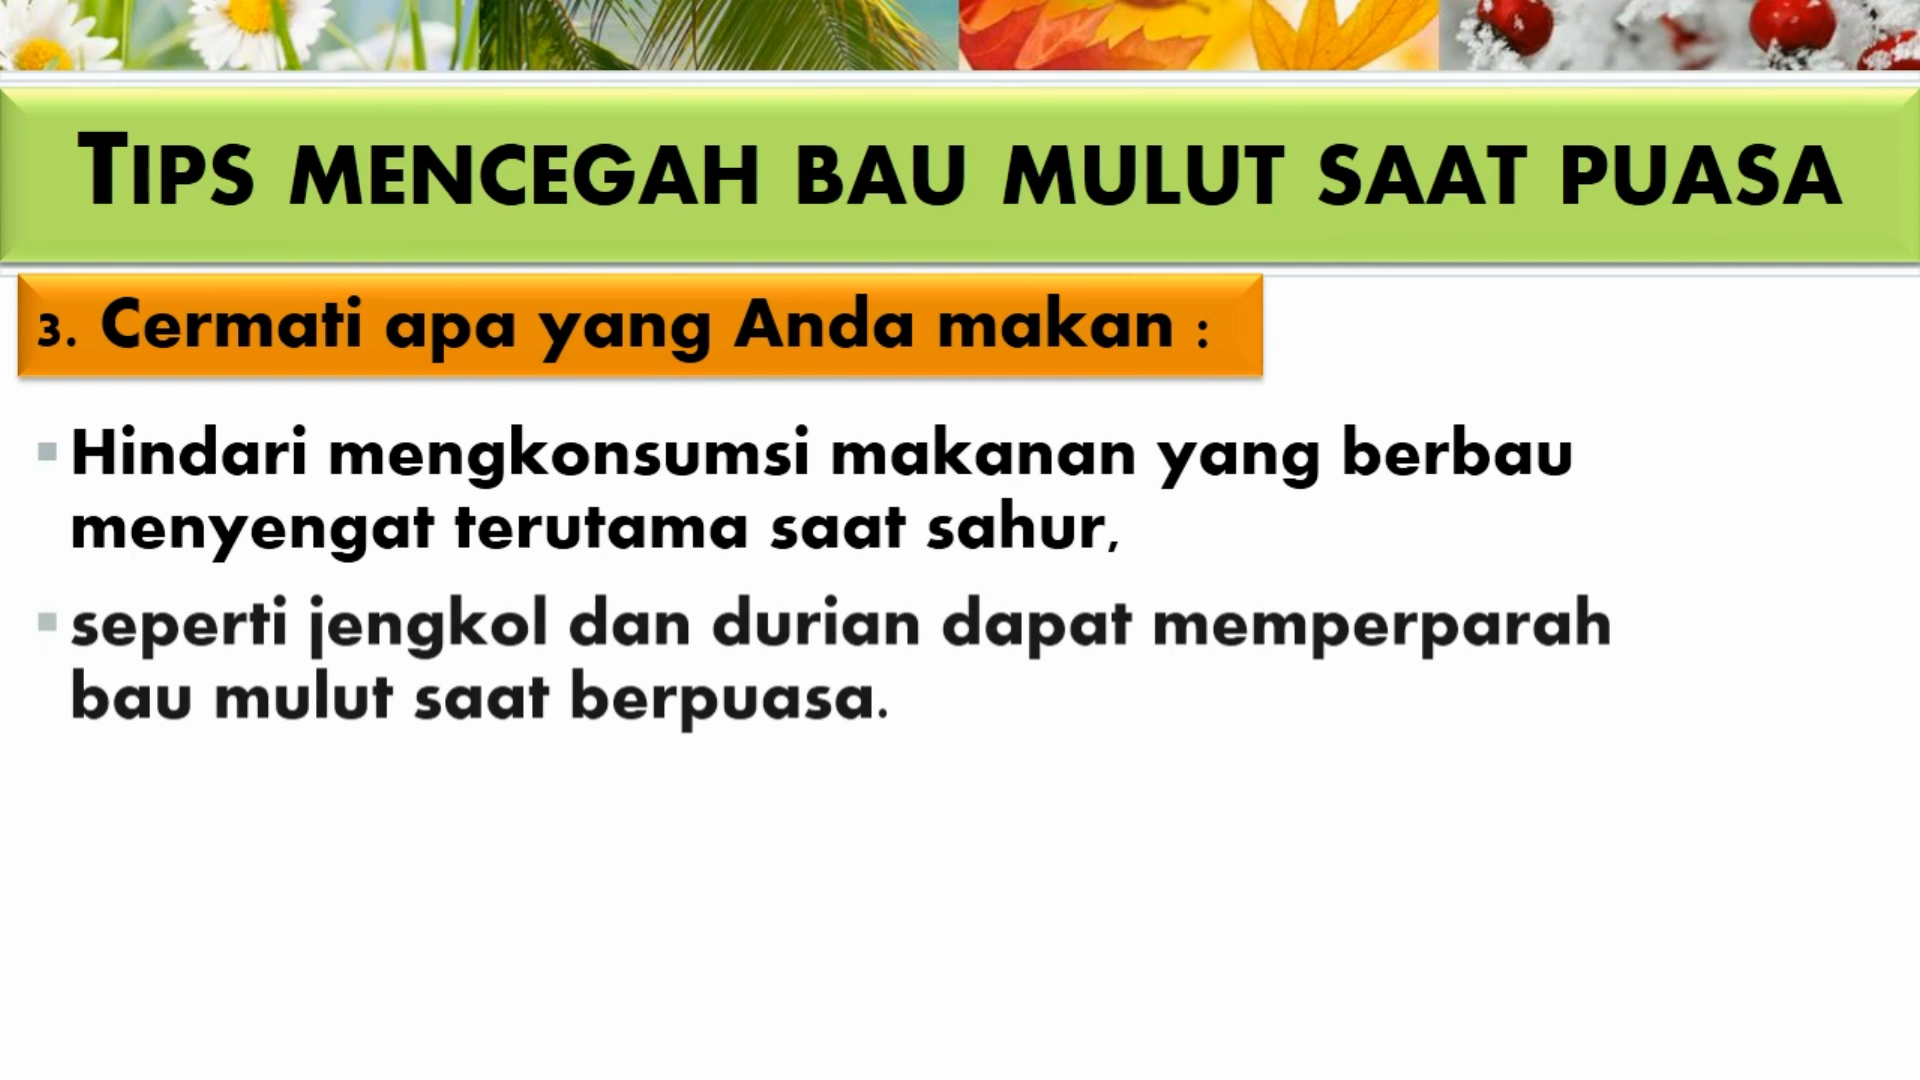 TIPS MENCEGAH BAU MULUT SAAT PUASA
3. Cermati apa yang Anda makan :
▪ Hindari mengkonsumsi makanan yang berbau
menyengat terutama saat sahur,
▪ seperti jengkol dan durian dapat memperparah
bau mulut saat berpuasa.